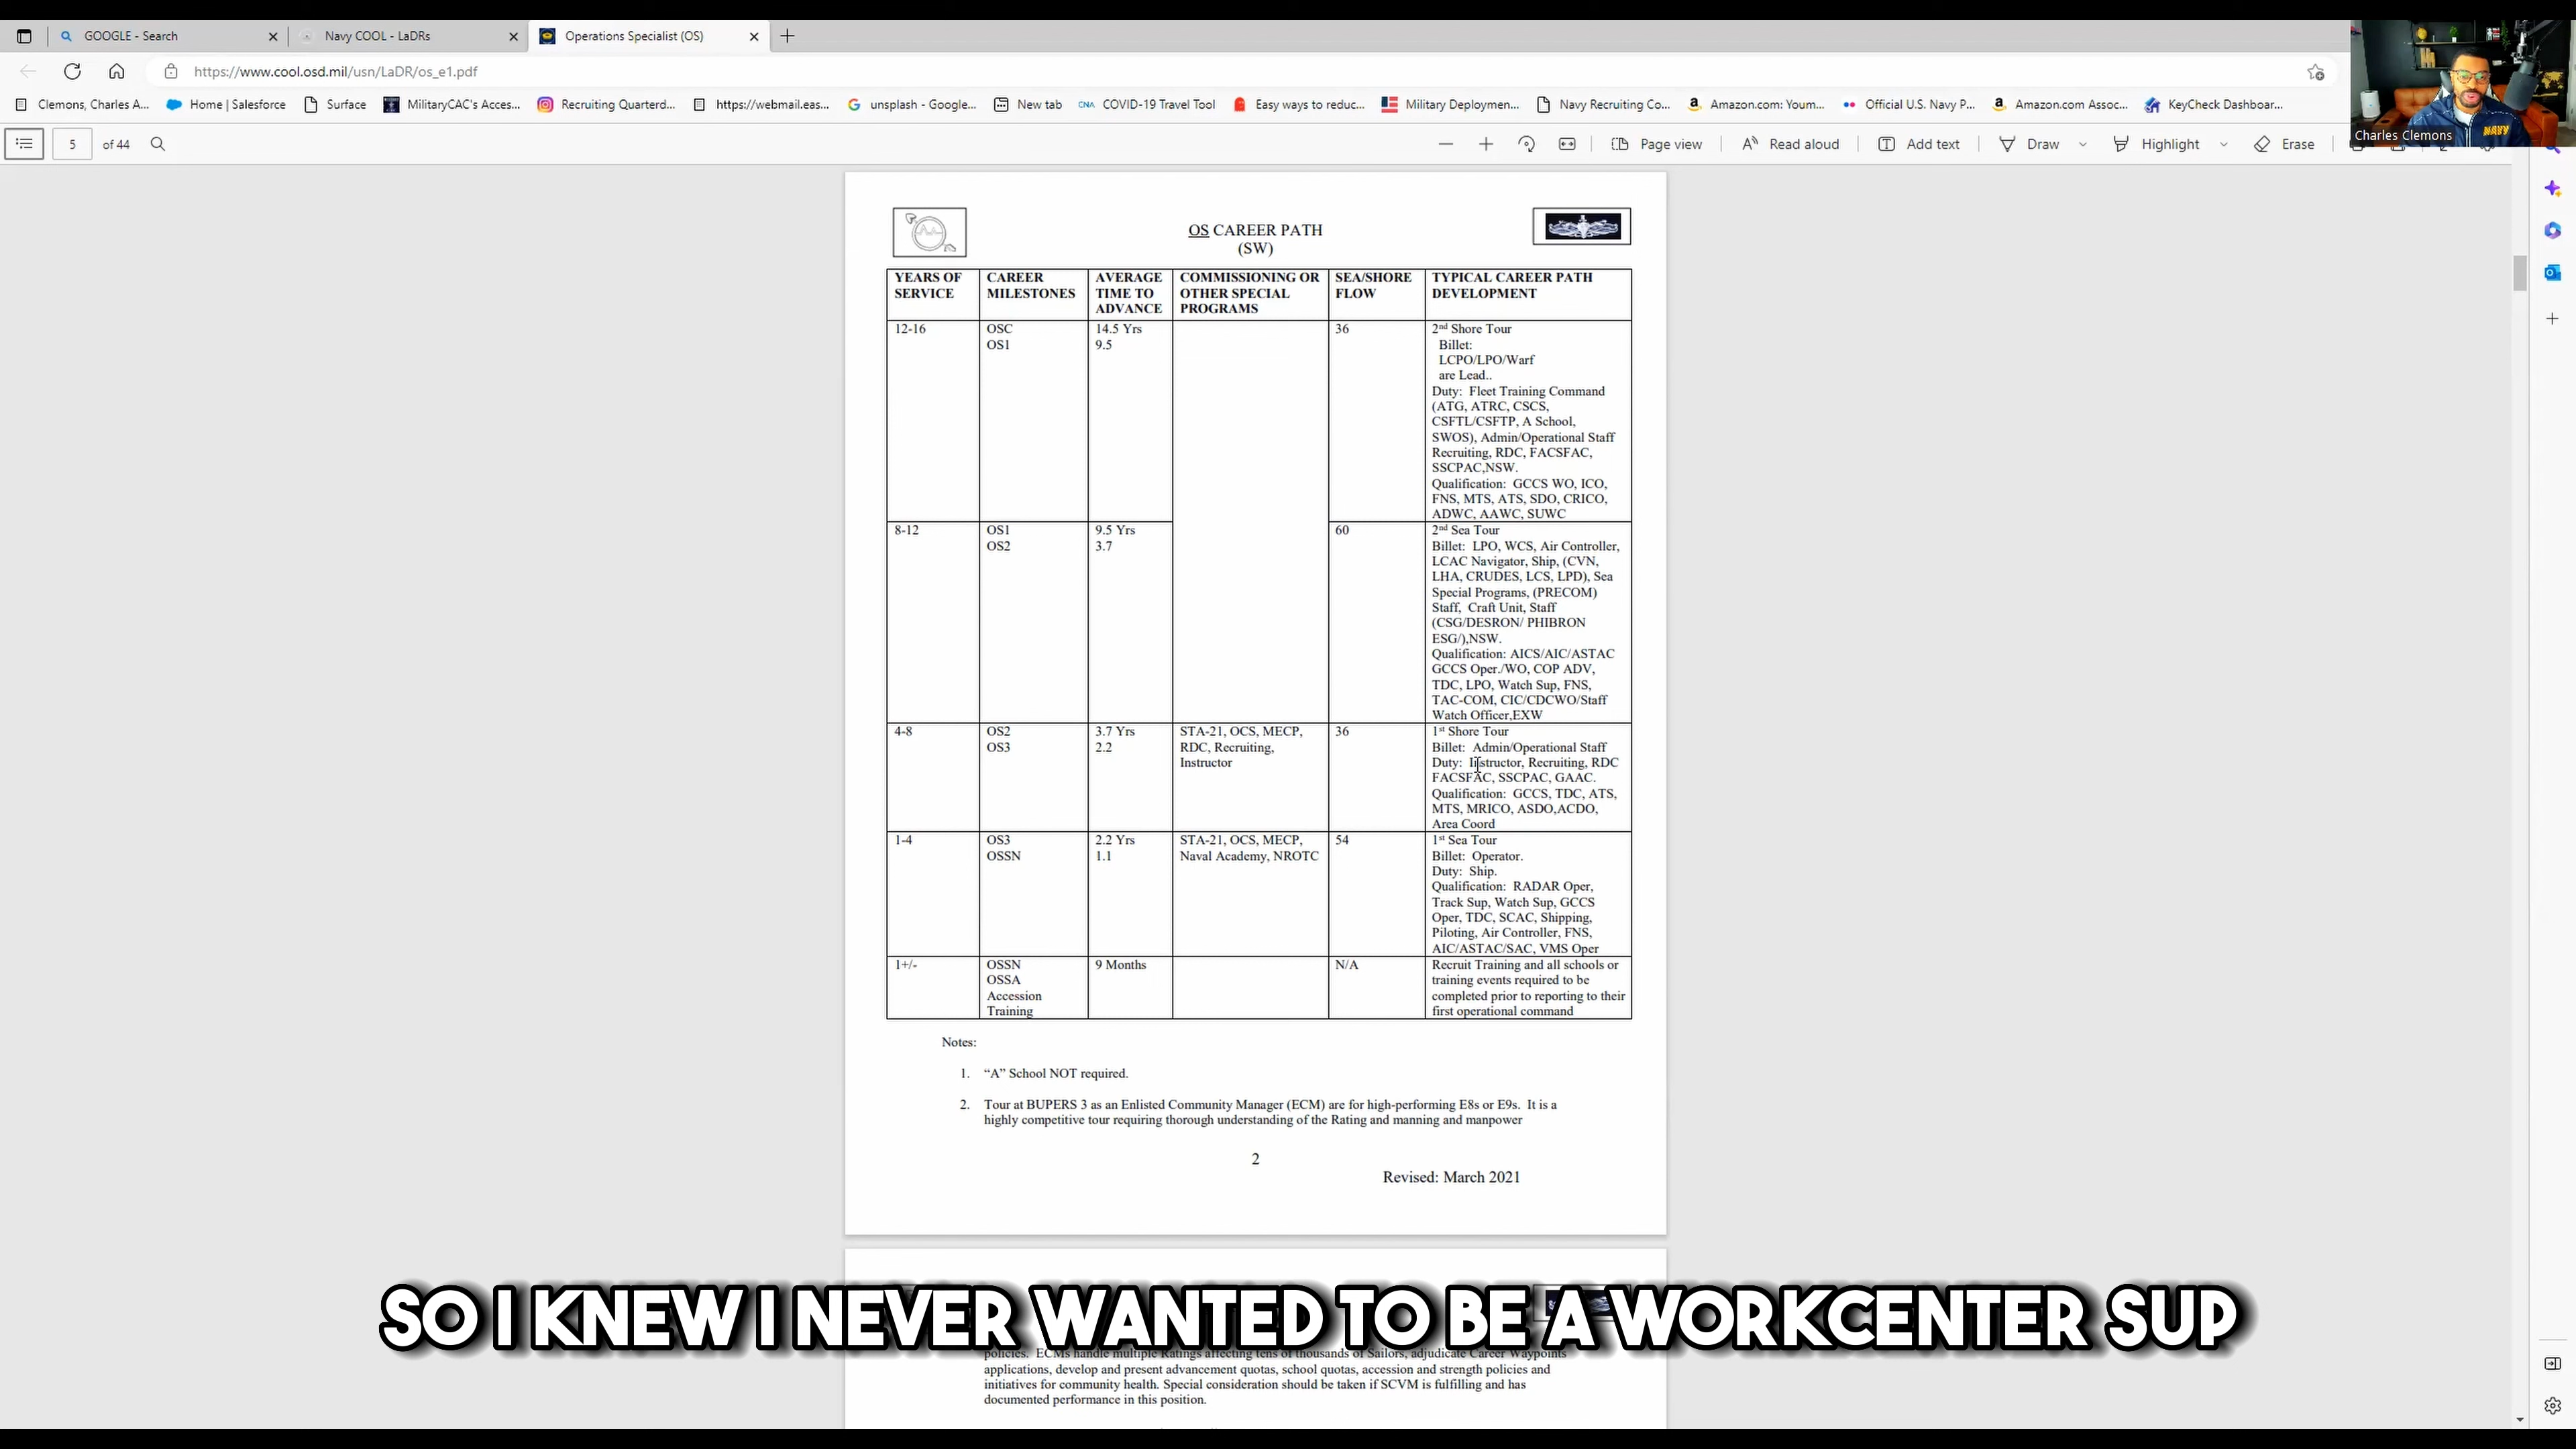 GOOGLE - Search
Navy COOL - LaDRs
Operations Specialist (OS)
https://www.cool.osd.mil/usn/LaDR/os_e1.pdf
Clemons, Charles A...
Home | Salesforce
Surface
MilitaryCAC's Acces...
Recruiting Quarterd...
https://webmail.eas...
unsplash - Google...
New tab
CNA COVID-19 Travel Tool
Easy ways to reduc...
Military Deploymen...
Navy Recruiting Co...
Amazon.com: Youm...
Official U.S. Navy P...
Amazon.com Assoc...
KeyCheck Dashboar...
NAVY
Charles Clemons
5 of 44
Page view
Read aloud
Add text
Draw
Highlight
Erase
OS CAREER PATH
(SW)
YEARS OF
SERVICE
CAREER
MILESTONES
AVERAGE
TIME TO
ADVANCE
COMMISSIONING OR
OTHER SPECIAL
PROGRAMS
SEA/SHORE
FLOW
TYPICAL CAREER PATH
DEVELOPMENT
12-16
OSC
OS1
14.5 Yrs
9.5
36
2nd Shore Tour
Billet:
LCPO/LPO/Warf
are Lead..
Duty: Fleet Training Command
(ATG, ATRC, CSCS,
CSFTL/CSFTP, A School,
SWOS), Admin/Operational Staff
Recruiting, RDC, FACSFAC,
SSCPAC,NSW.
Qualification: GCCS WO, ICO,
FNS, MTS, ATS, SDO, CRICO,
ADWC, AAWC, SUWC
8-12
OS1
OS2
9.5 Yrs
3.7
60
2nd Sea Tour
Billet: LPO, WCS, Air Controller,
LCAC Navigator, Ship, (CVN,
LHA, CRUDES, LCS, LPD), Sea
Special Programs, (PRECOM)
Staff, Craft Unit, Staff
(CSG/DESRON/ PHIBRON
ESG/),NSW.
Qualification: AICS/AIC/ASTAC
GCCS Oper./WO, COP ADV,
TDC, LPO, Watch Sup, FNS,
TAC-COM, CIC/CDCWO/Staff
Watch Officer,EXW
4-8
OS2
OS3
3.7 Yrs
2.2
STA-21, OCS, MECP,
RDC, Recruiting,
Instructor
36
1st Shore Tour
Billet: Admin/Operational Staff
Duty: Instructor, Recruiting, RDC
FACSFAC, SSCPAC, GAAC.
Qualification: GCCS, TDC, ATS,
MTS, MRICO, ASDO,ACDO,
Area Coord
1-4
OS3
OSSN
2.2 Yrs
1.1
STA-21, OCS, MECP,
Naval Academy, NROTC
54
1st Sea Tour
Billet: Operator.
Duty: Ship.
Qualification: RADAR Oper,
Track Sup, Watch Sup, GCCS
Oper, TDC, SCAC, Shipping,
Piloting, Air Controller, FNS,
AIC/ASTAC/SAC, VMS Oper
1+/-
OSSN
OSSA
Accession
Training
9 Months
N/A
Recruit Training and all schools or
training events required to be
completed prior to reporting to their
first operational command
Notes:
1. “A” School NOT required.
2. Tour at BUPERS 3 as an Enlisted Community Manager (ECM) are for high-performing E8s or E9s. It is a
highly competitive tour requiring thorough understanding of the Rating and manning and manpower
2
Revised: March 2021
SO I KNEW I NEVER WANTED TO BE A WORKCENTER SUP
policies. ECMs handle multiple Ratings affecting tens of thousands of Sailors, adjudicate Career Waypoints
applications, develop and present advancement quotas, school quotas, accession and strength policies and
initiatives for community health. Special consideration should be taken if SCVM is fulfilling and has
documented performance in this position.